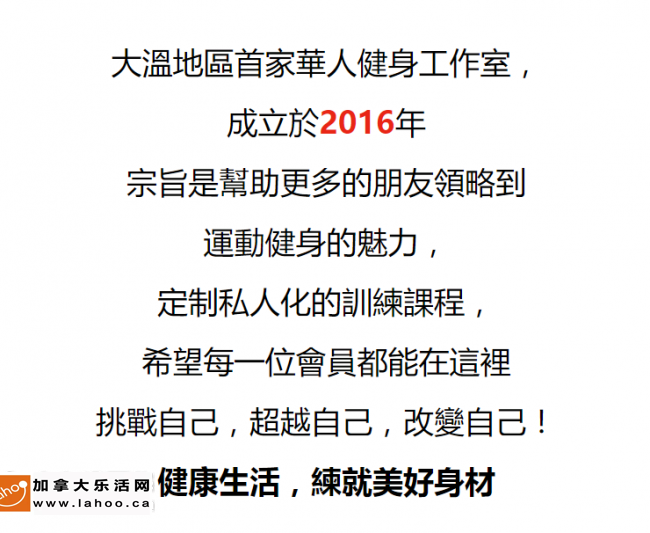 大溫地區首家華人健身工作室，
成立於2016年
宗旨是幫助更多的朋友領略到
運動健身的魅力，
定制私人化的訓練課程，
希望每一位會員都能在這裡
挑戰自己，超越自己，改變自己！
健康生活，練就美好身材
lahoo
加拿大乐活网
www.lahoo.ca